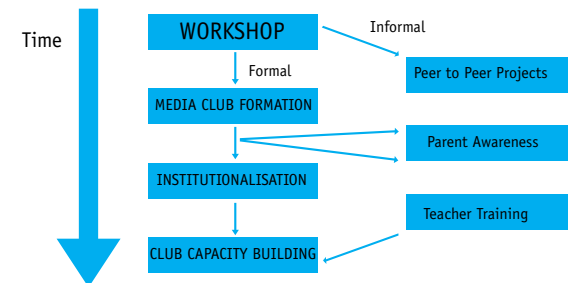 Time
WORKSHOP
Informal
Formal
Peer to Peer Projects
MEDIA CLUB FORMATION
Parent Awareness
INSTITUTIONALISATION
Teacher Training
CLUB CAPACITY BUILDING